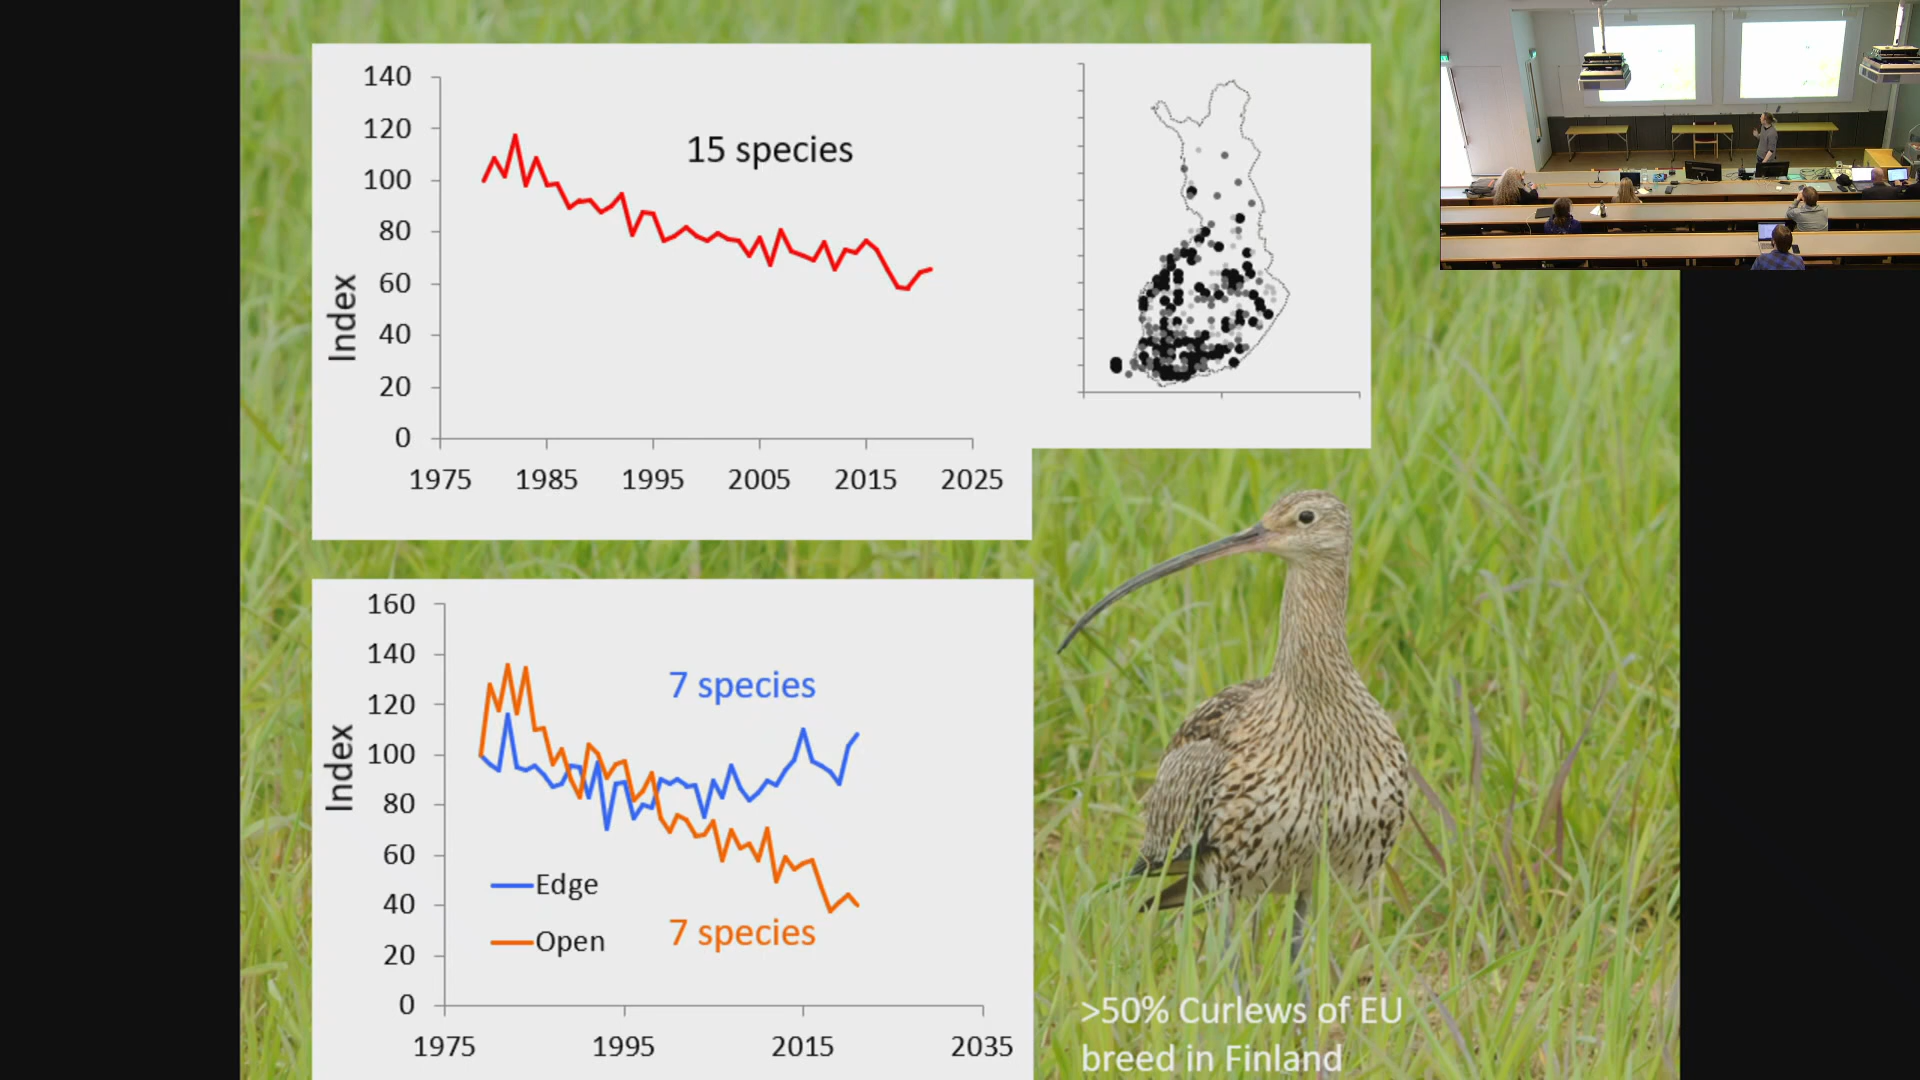 140
120
100
80
60
40
20
0
Index
15 species
1975 1985 1995 2005 2015 2025
160
140
120
100
80
60
40
20
0
Index
7 species
Edge
Open
7 species
1975 1995 2015 2035
>50% Curlews of EU
breed in Finland